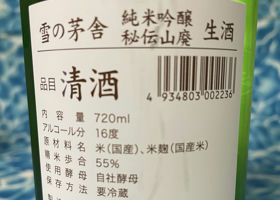 雪の茅舎 純米吟醸 生酒
秘伝山廃
品目 清酒
4934803002236
内容量 720ml
アルコール分 16度
原材料名 米(国産)、米麹(国産米)
精米歩合 55%
使用酵母 自社酵母
保存方法 要冷蔵